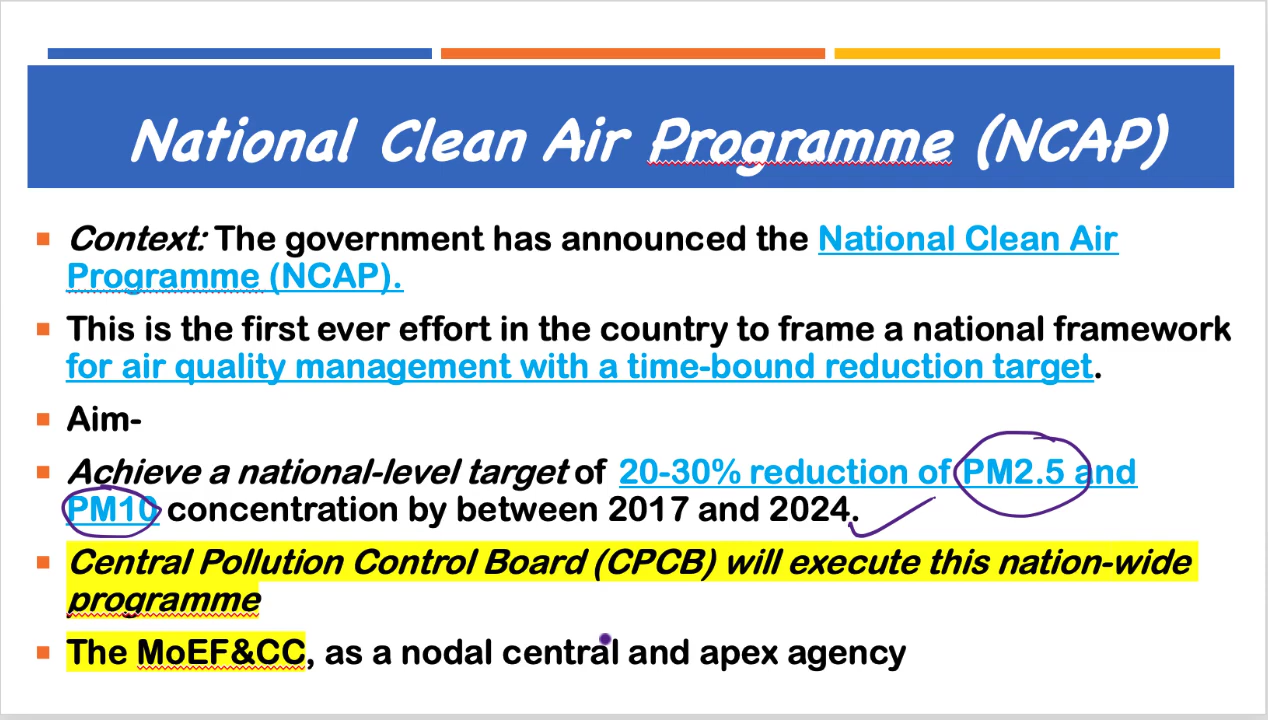 National Clean Air Programme (NCAP)
Context: The government has announced the National Clean Air
Programme (NCAP).
This is the first ever effort in the country to frame a national framework
for air quality management with a time-bound reduction target.
Aim-
Achieve a national-level target of 20-30% reduction of PM2.5 and
PM10 concentration by between 2017 and 2024.
Central Pollution Control Board (CPCB) will execute this nation-wide
programme
The MoEF&CC, as a nodal central and apex agency